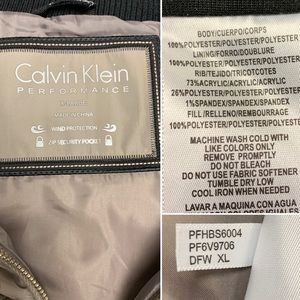 Calvin Klein
PERFORMANCE
MADE IN CHINA
WIND PROTECTION
ZIP SECURITY POCKET
BODY/CUERPO/CORPS
100%POLYESTER/POLYESTER/POLYESTER
LINING/FORRO/DOUBLURE
100%POLYESTER/POLYESTER/POLYESTER
RIB/TEJIDO/TRICOTCOTES
73%ACRYLIC/ACRYLIC/ACRYLIC
26%POLYESTER/POLYESTER/POLYESTER
1%SPANDEX/SPANDEX/SPANDEX
FILL/RELLENO/REMBOURRAGE
100%POLYESTER/POLYESTER/POLYESTER
MACHINE WASH COLD WITH
LIKE COLORS ONLY
REMOVE PROMPTLY
DO NOT BLEACH
DO NOT USE FABRIC SOFTENER
TUMBLE DRY LOW
COOL IRON WHEN NEEDED
LAVAR A MAQUINA CON AGUA
PFHBS6004
PF6V9706
DFW XL